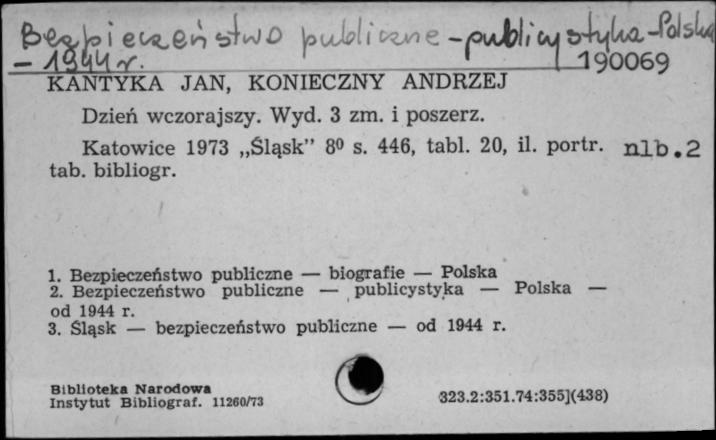 Bezpieczeństwo publiczne - publicystyka - Polska
- 1944 r.
190069
KANTYKA JAN, KONIECZNY ANDRZEJ
Dzień wczorajszy. Wyd. 3 zm. i poszerz.
Katowice 1973 „Śląsk” 8⁰ s. 446, tabl. 20, il. portr. nlb.2
tab. bibliogr.
1. Bezpieczeństwo publiczne — biografie — Polska
2. Bezpieczeństwo publiczne — publicystyka — Polska —
od 1944 r.
3. Śląsk — bezpieczeństwo publiczne — od 1944 r.
Biblioteka Narodowa
Instytut Bibliograf. 11260/73
323.2:351.74:355](438)